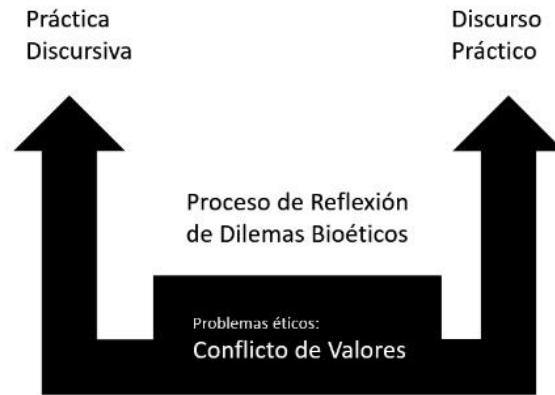 Práctica
Discursiva
Discurso
Práctico
Proceso de Reflexión
de Dilemas Bioéticos
Problemas éticos:
Conflicto de Valores